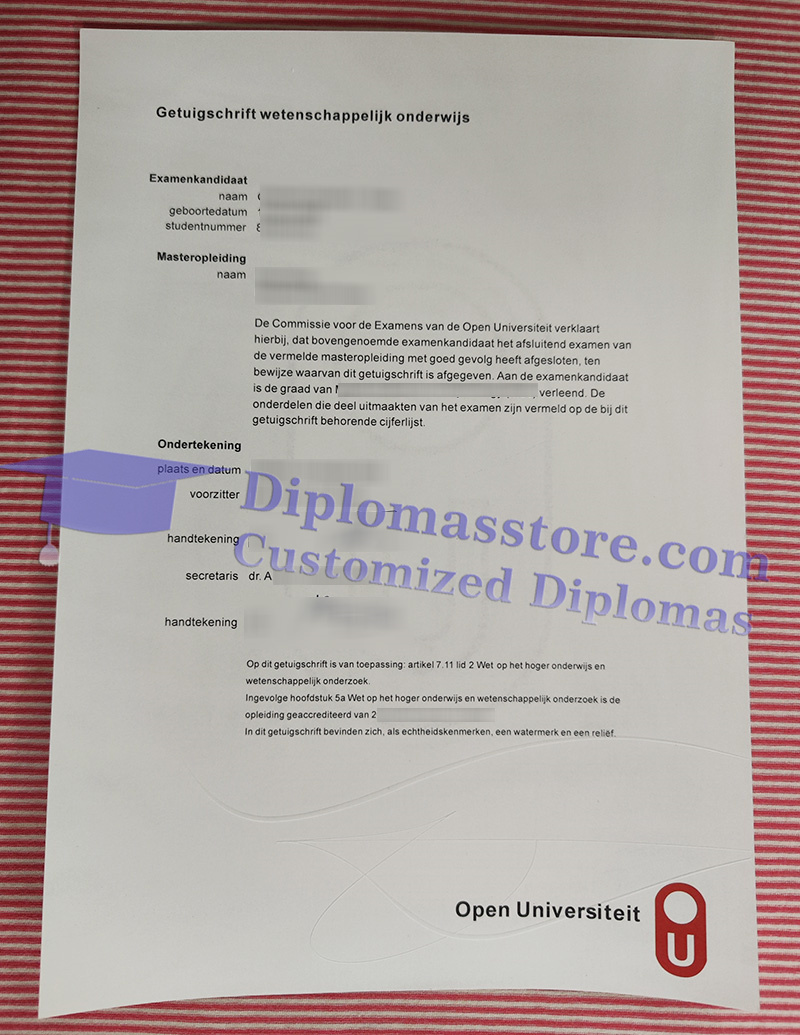 Getuigschrift wetenschappelijk onderwijs
Examenkandidaat
naam
geboortedatum
studentnummer
Masteropleiding
naam
De Commissie voor de Examens van de Open Universiteit verklaart
hierbij, dat bovengenoemde examenkandidaat het afsluitend examen van
de vermelde masteropleiding met goed gevolg heeft afgesloten, ten
bewijze waarvan dit getuigschrift is afgegeven. Aan de examenkandidaat
is de graad van verleend. De
onderdelen die deel uitmaakten van het examen zijn vermeld op de bij dit
getuigschrift behorende cijferlijst.
Ondertekening
plaats en datum
voorzitter
Diplomasstore.com
handtekening
Customized Diplomas
secretaris dr. A
handtekening
Op dit getuigschrift is van toepassing: artikel 7.11 lid 2 Wet op het hoger onderwijs en
wetenschappelijk onderzoek.
Ingevolge hoofdstuk 5a Wet op het hoger onderwijs en wetenschappelijk onderzoek is de
opleiding geaccrediteerd van 2
In dit getuigschrift bevinden zich, als echtheidskenmerken, een watermerk en een reliëf.
Open Universiteit
U